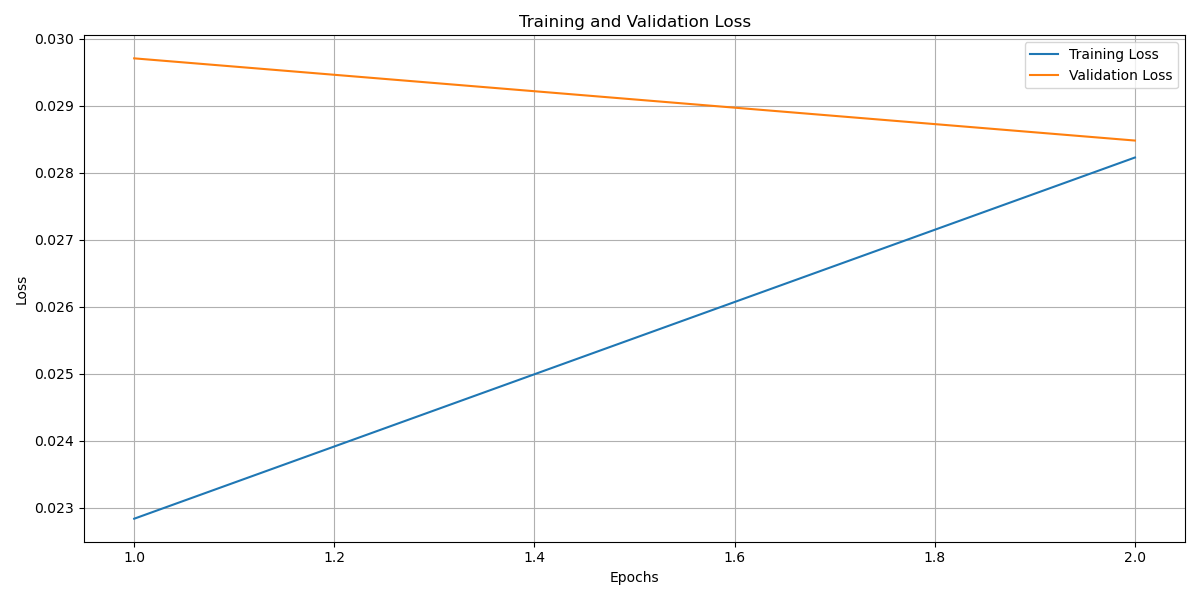 Training and Validation Loss
0.030
0.029
0.028
0.027
0.026
0.025
0.024
0.023
Loss
Training Loss
Validation Loss
1.0 1.2 1.4 1.6 1.8 2.0
Epochs